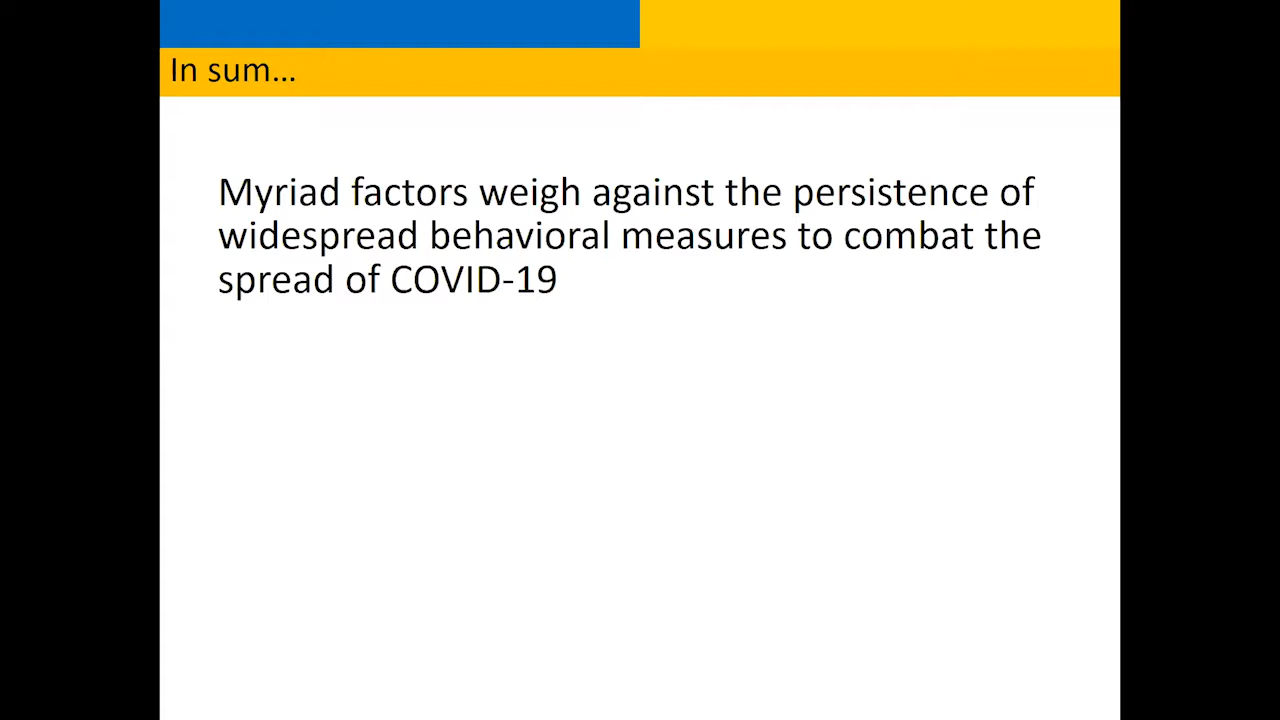 In sum...
Myriad factors weigh against the persistence of
widespread behavioral measures to combat the
spread of COVID-19